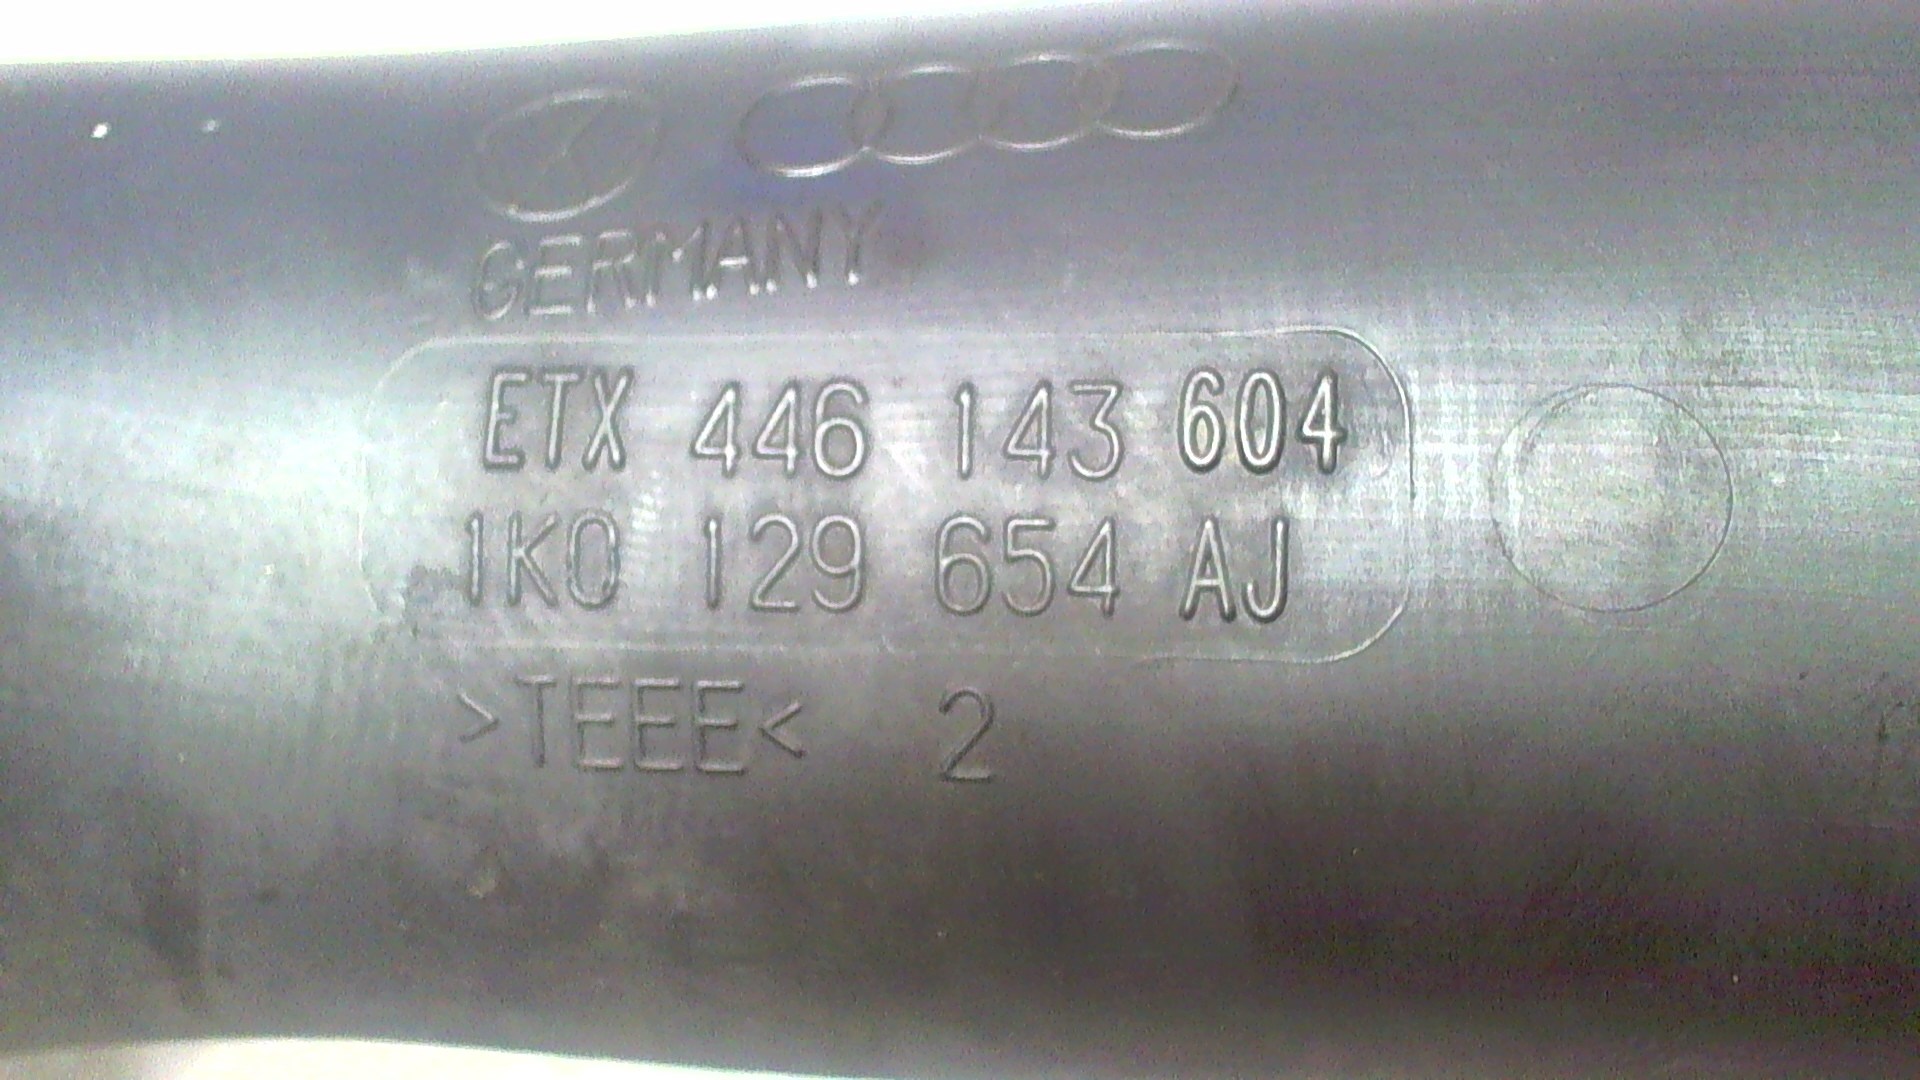 GERMANY
ETX 446 143 604
1K0 129 654 AJ
>TEEE< 2